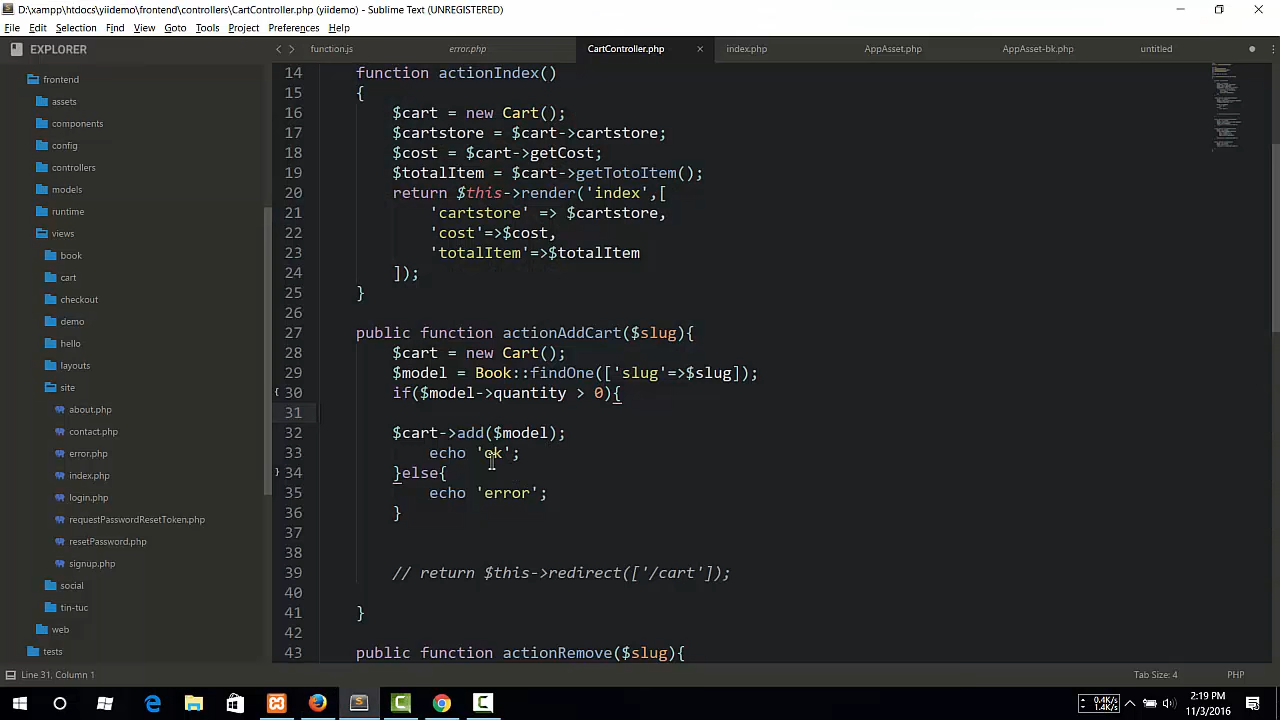 D:\xampp\htdocs\yiidemo\frontend\controllers\CartController.php (yiidemo) - Sublime Text (UNREGISTERED)
File Edit Selection Find View Goto Tools Project Preferences Help
EXPLORER
function.js error.php CartController.php × index.php AppAsset.php AppAsset-bk.php untitled
frontend
assets
components
config
controllers
models
runtime
views
book
cart
checkout
demo
hello
layouts
site
about.php
contact.php
error.php
index.php
login.php
requestPasswordResetToken.php
resetPassword.php
signup.php
social
tin-tuc
web
tests
14 function actionIndex()
15 {
16 $cart = new Cart();
17 $cartstore = $cart->cartstore;
18 $cost = $cart->getCost;
19 $totalItem = $cart->getTotoItem();
20 return $this->render('index',[
21 'cartstore' => $cartstore,
22 'cost'=>$cost,
23 'totalItem'=>$totalItem
24 ]);
25 }
26
27 public function actionAddCart($slug){
28 $cart = new Cart();
29 $model = Book::findOne(['slug'=>$slug]);
30 if($model->quantity > 0){
31
32 $cart->add($model);
33 echo 'ok';
34 }else{
35 echo 'error';
36 }
37
38
39 // return $this->redirect(['/cart']);
40
41 }
42
43 public function actionRemove($slug){
Line 31, Column 1 Tab Size: 4 PHP
0.4K/s
1.4K/s
2:19 PM
11/3/2016